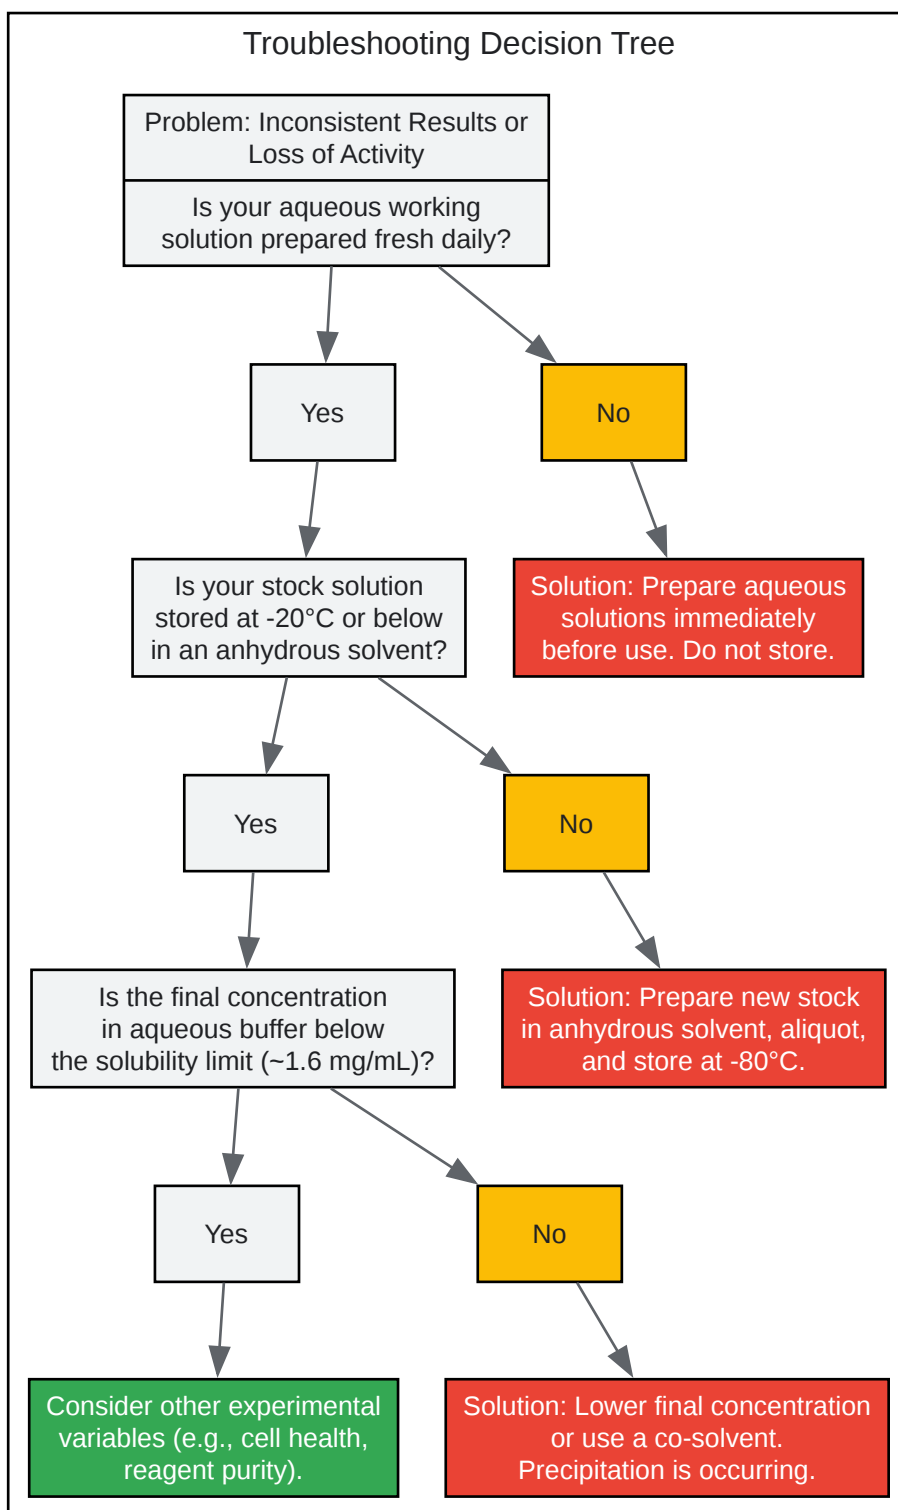 Troubleshooting Decision Tree
Problem: Inconsistent Results or
Loss of Activity
Is your aqueous working
solution prepared fresh daily?
Yes
No
Is your stock solution
stored at -20°C or below
in an anhydrous solvent?
Solution: Prepare aqueous
solutions immediately
before use. Do not store.
Yes
No
Is the final concentration
in aqueous buffer below
the solubility limit (~1.6 mg/mL)?
Solution: Prepare new stock
in anhydrous solvent, aliquot,
and store at -80°C.
Yes
No
Consider other experimental
variables (e.g., cell health,
reagent purity).
Solution: Lower final concentration
or use a co-solvent.
Precipitation is occurring.